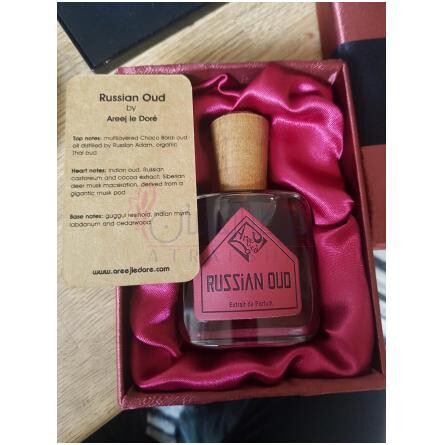 Russian Oud
by
Areej le Doré
Top notes: multilayered Choco Borai oud
oil distilled by Russian Adam, organic
Thai oud
Heart notes: Indian oud, Russian
castoreum and cocoa extract, Siberian
deer musk maceration, derived from a
gigantic musk pod
Base notes: guggul resinoid, Indian myrrh,
labdanum and cedarwood
www.areejledore.com
RUSSIAN OUD
Extrait de Parfum